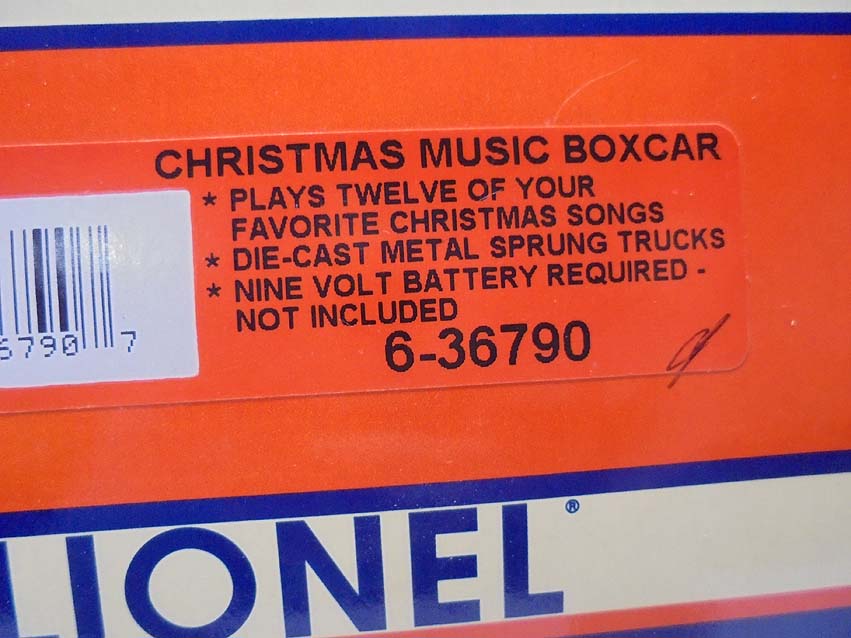 CHRISTMAS MUSIC BOXCAR
* PLAYS TWELVE OF YOUR
FAVORITE CHRISTMAS SONGS
* DIE-CAST METAL SPRUNG TRUCKS
* NINE VOLT BATTERY REQUIRED -
NOT INCLUDED
6-36790
6790 7
LIONEL®